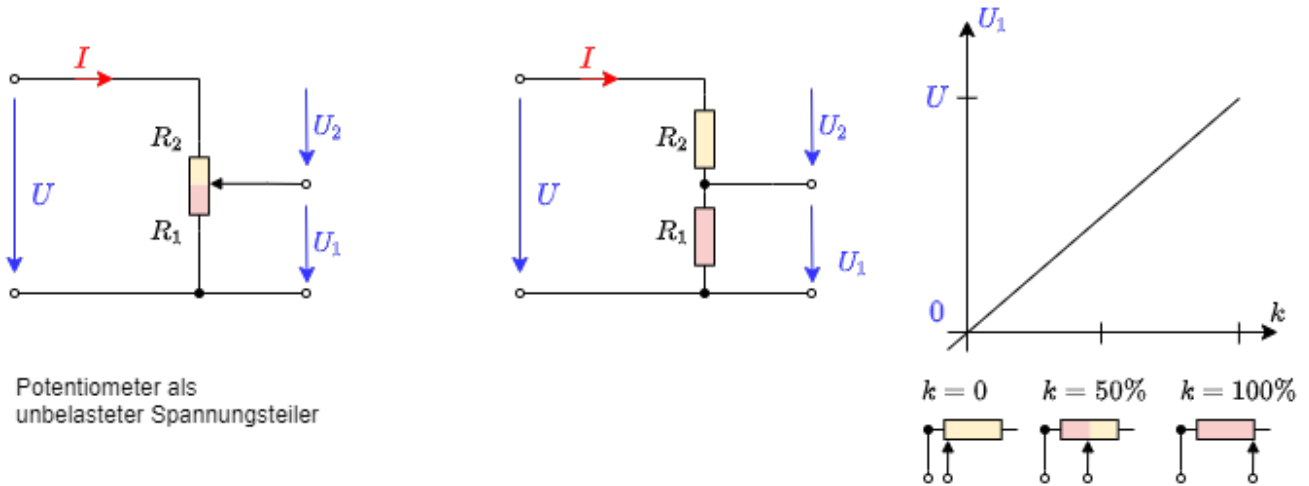 I
R₂
R₁
U
U₂
U₁
Potentiometer als
unbelasteter Spannungsteiler
I
R₂
R₁
U
U₂
U₁
U₁
U
0
k
k = 0
k = 50%
k = 100%